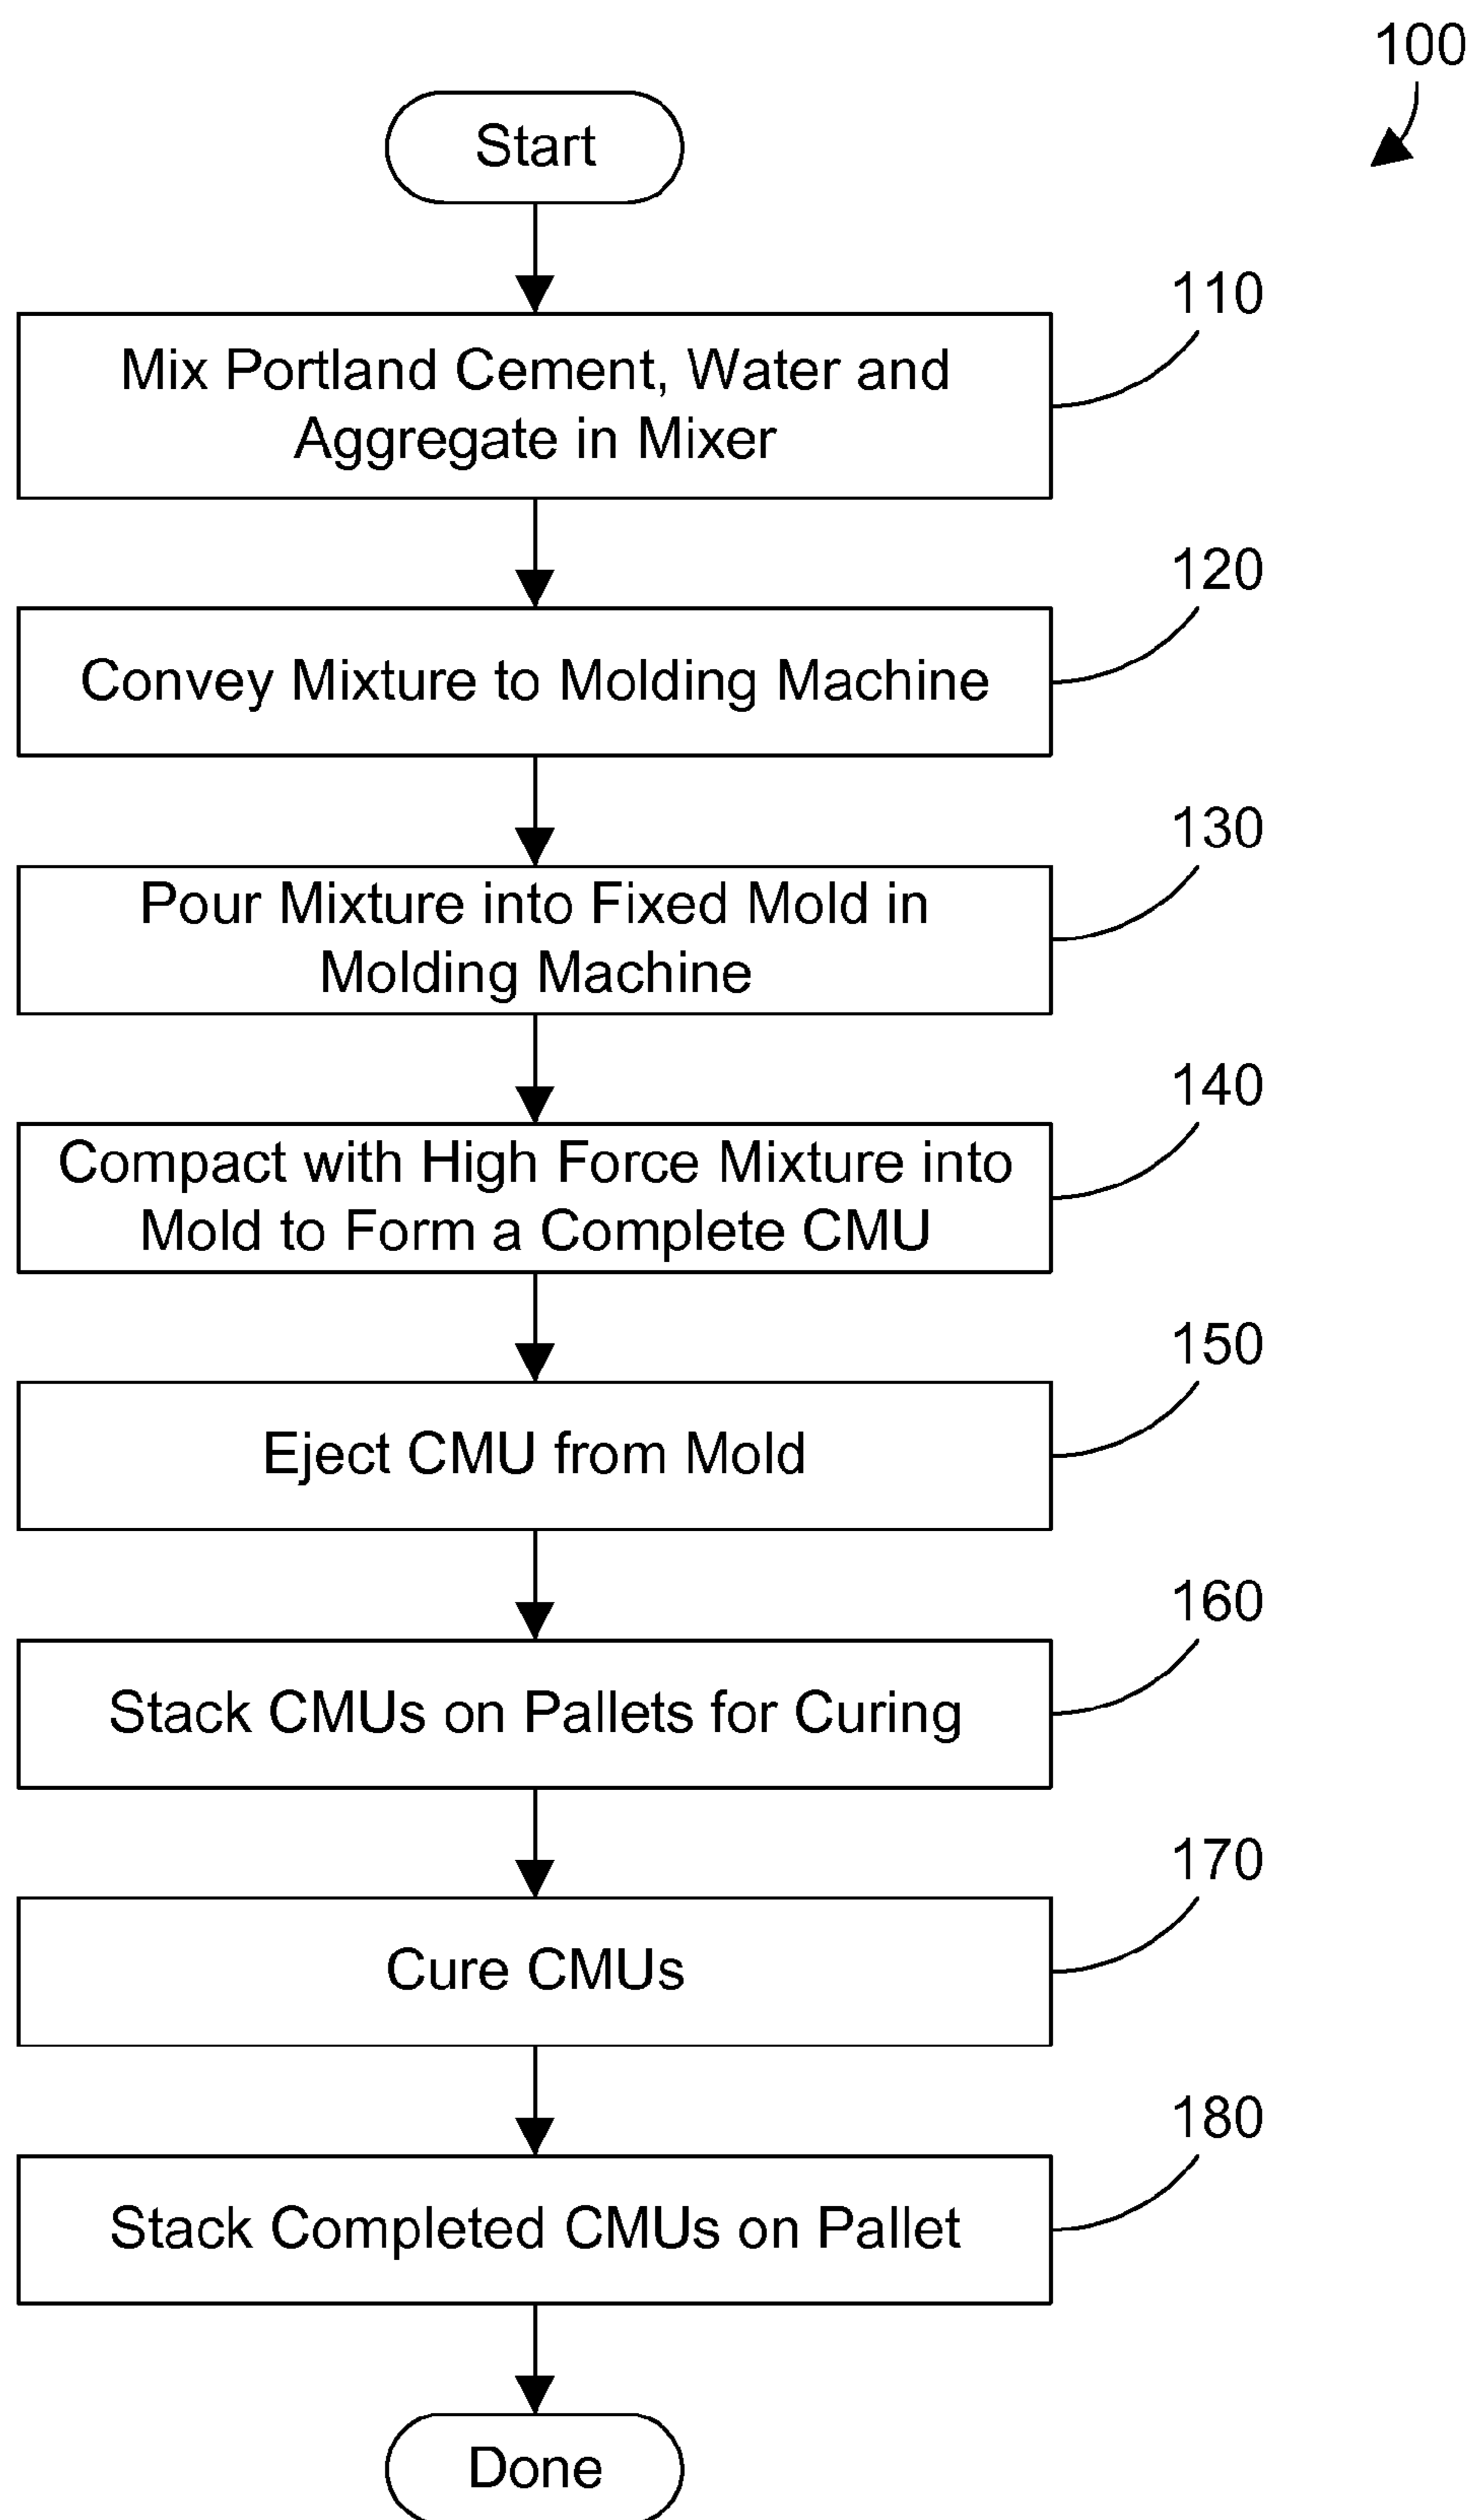 100
Start
110
Mix Portland Cement, Water and
Aggregate in Mixer
120
Convey Mixture to Molding Machine
130
Pour Mixture into Fixed Mold in
Molding Machine
140
Compact with High Force Mixture into
Mold to Form a Complete CMU
150
Eject CMU from Mold
160
Stack CMUs on Pallets for Curing
170
Cure CMUs
180
Stack Completed CMUs on Pallet
Done